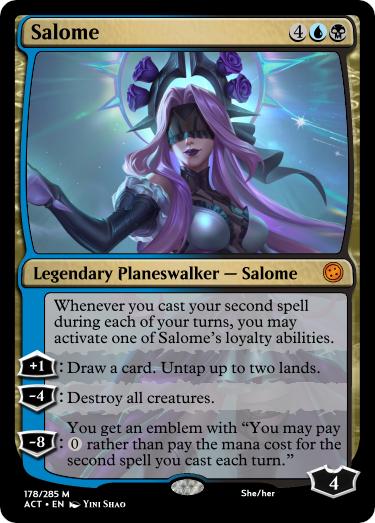 Salome 4
Legendary Planeswalker — Salome
Whenever you cast your second spell
during each of your turns, you may
activate one of Salome's loyalty abilities.
+1: Draw a card. Untap up to two lands.
-4: Destroy all creatures.
You get an emblem with “You may pay
-8: 0 rather than pay the mana cost for the
second spell you cast each turn.”
4
178/285 M
She/her
ACT • EN Yini Shao